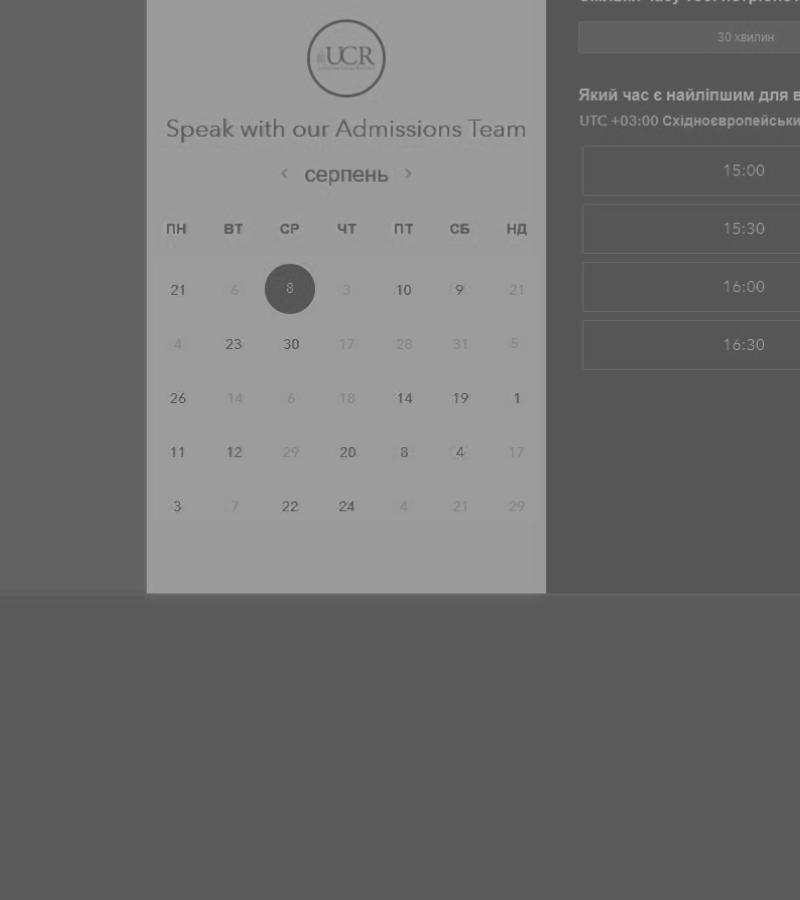 UCR
Speak with our Admissions Team
‹ серпень ›
ПН ВТ СР ЧТ ПТ СБ НД
21 6 8 3 10 9 21
4 23 30 17 28 31 5
26 14 6 18 14 19 1
11 12 29 20 8 4 17
3 7 22 24 4 21 29
30 хвилин
Який час є найліпшим для в
UTC +03:00 Східноєвропейськи
15:00
15:30
16:00
16:30